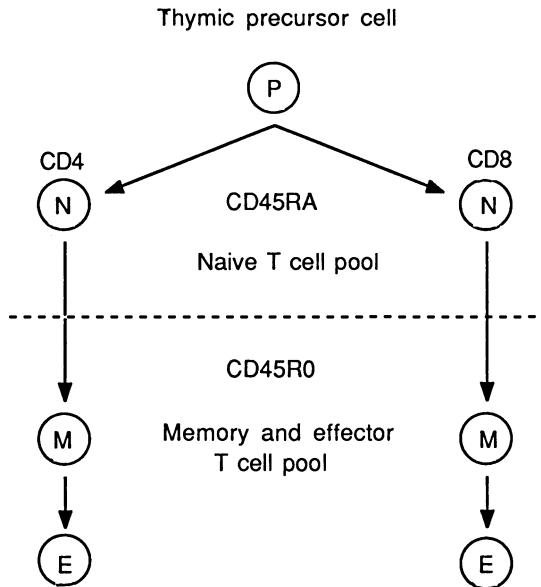 Thymic precursor cell
P
CD4
CD8
N
CD45RA
N
Naive T cell pool
CD45R0
M
Memory and effector
T cell pool
M
E
E